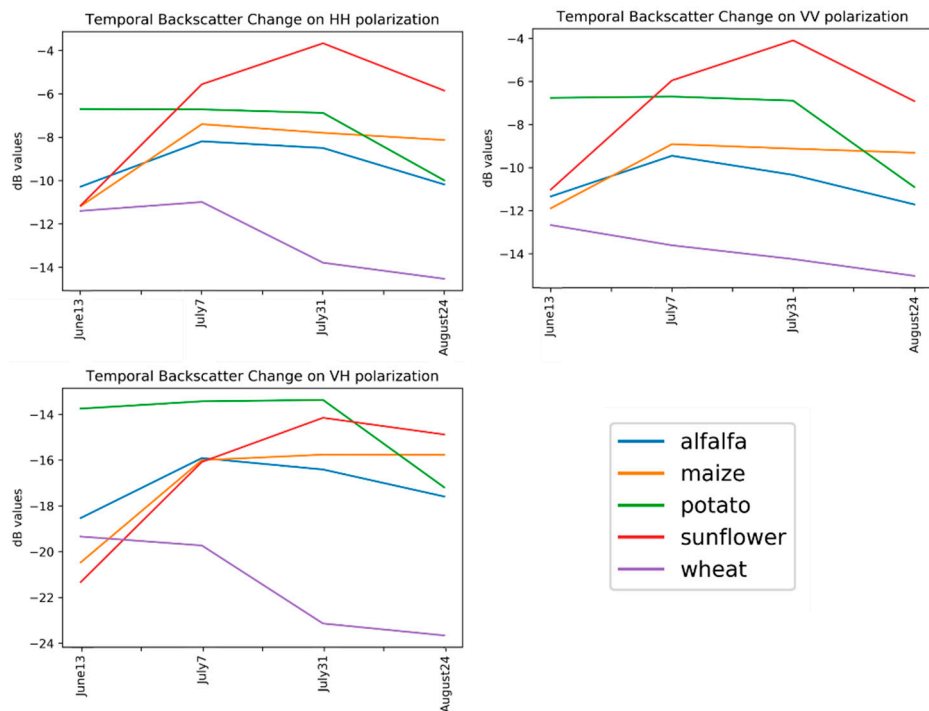 Temporal Backscatter Change on HH polarization
dB values
−4
−6
−8
−10
−12
−14
June13
July7
July31
August24
Temporal Backscatter Change on VV polarization
dB values
−4
−6
−8
−10
−12
−14
June13
July7
July31
August24
Temporal Backscatter Change on VH polarization
dB values
−14
−16
−18
−20
−22
−24
June13
July7
July31
August24
alfalfa
maize
potato
sunflower
wheat